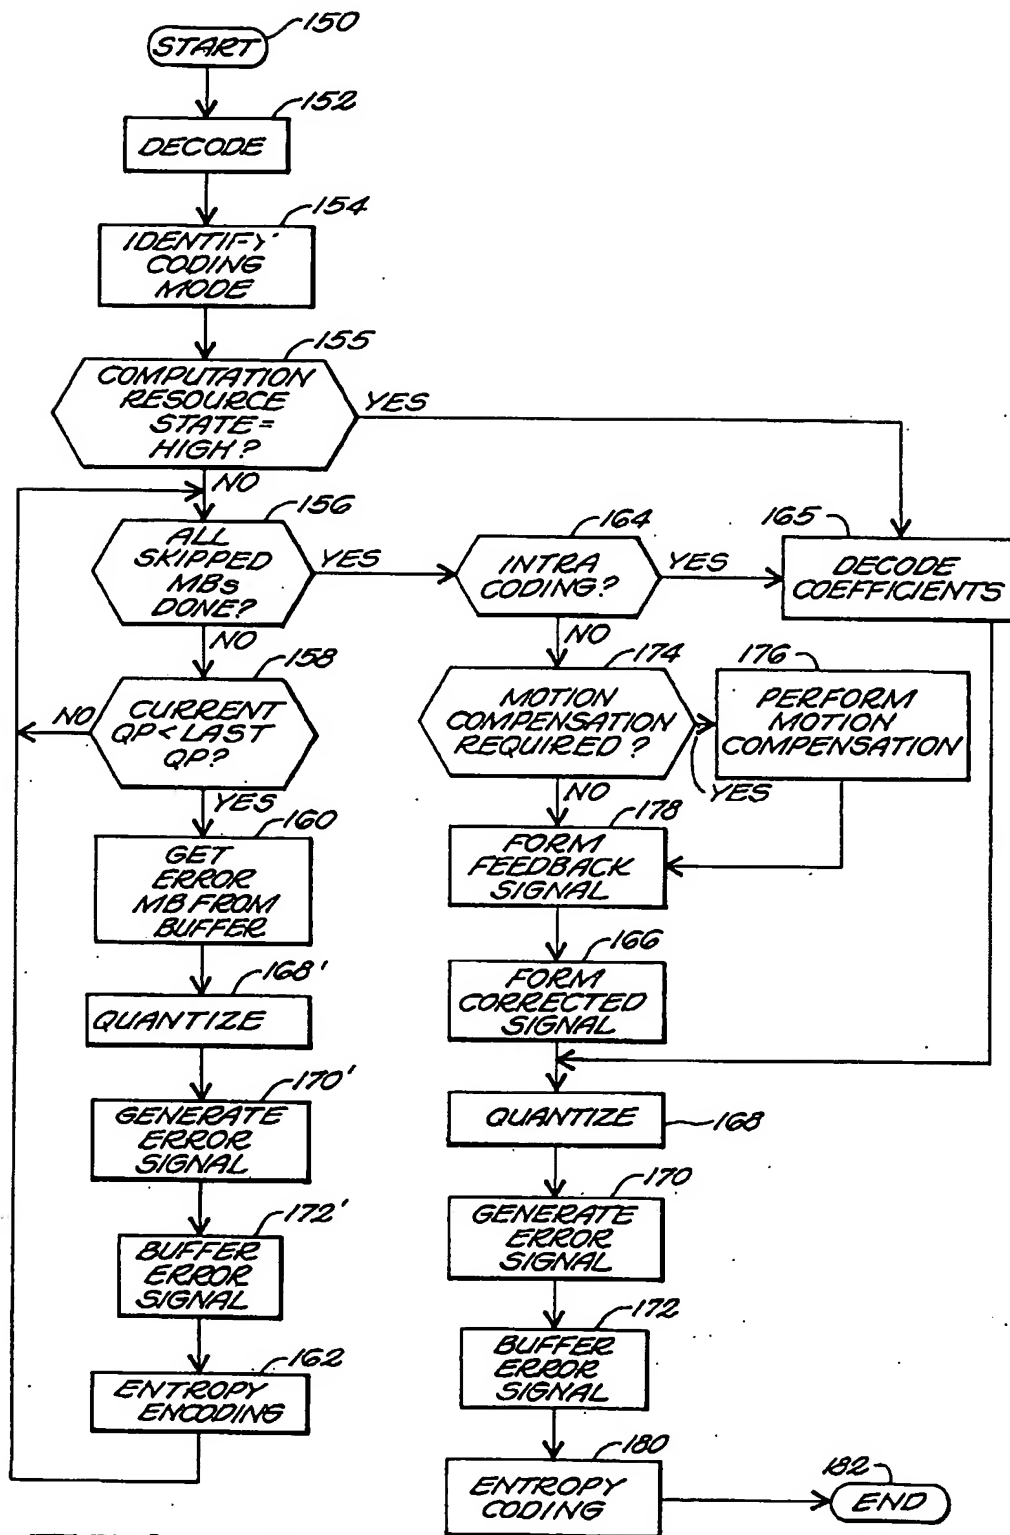 START
150
DECODE
152
IDENTIFY
CODING
MODE
154
COMPUTATION
RESOURCE
STATE =
HIGH ?
155
YES
NO
ALL
SKIPPED
MBs
DONE?
156
YES
NO
CURRENT
QP < LAST
QP?
158
NO
YES
GET
ERROR
MB FROM
BUFFER
160
QUANTIZE
168'
GENERATE
ERROR
SIGNAL
170'
BUFFER
ERROR
SIGNAL
172'
ENTROPY
ENCODING
162
INTRA
CODING?
164
YES
NO
DECODE
COEFFICIENTS
165
MOTION
COMPENSATION
REQUIRED ?
174
YES
NO
PERFORM
MOTION
COMPENSATION
176
FORM
FEEDBACK
SIGNAL
178
FORM
CORRECTED
SIGNAL
166
QUANTIZE
168
GENERATE
ERROR
SIGNAL
170
BUFFER
ERROR
SIGNAL
172
ENTROPY
CODING
180
END
182